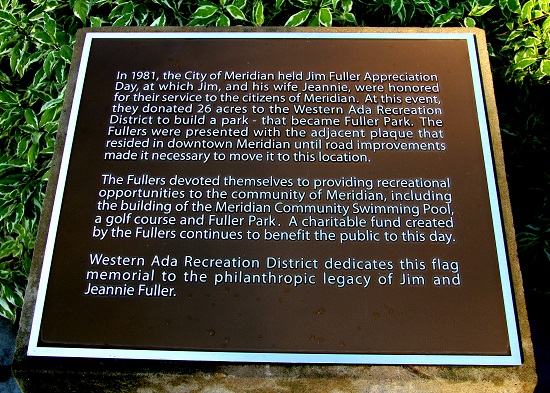 In 1981, the City of Meridian held Jim Fuller Appreciation
Day, at which Jim, and his wife Jeannie, were honored
for their service to the citizens of Meridian. At this event,
they donated 26 acres to the Western Ada Recreation
District to build a park - that became Fuller Park. The
Fullers were presented with the adjacent plaque that
resided in downtown Meridian until road improvements
made it necessary to move it to this location.
The Fullers devoted themselves to providing recreational
opportunities to the community of Meridian, including
the building of the Meridian Community Swimming Pool,
a golf course and Fuller Park. A charitable fund created
by the Fullers continues to benefit the public to this day.
Western Ada Recreation District dedicates this flag
memorial to the philanthropic legacy of Jim and
Jeannie Fuller.